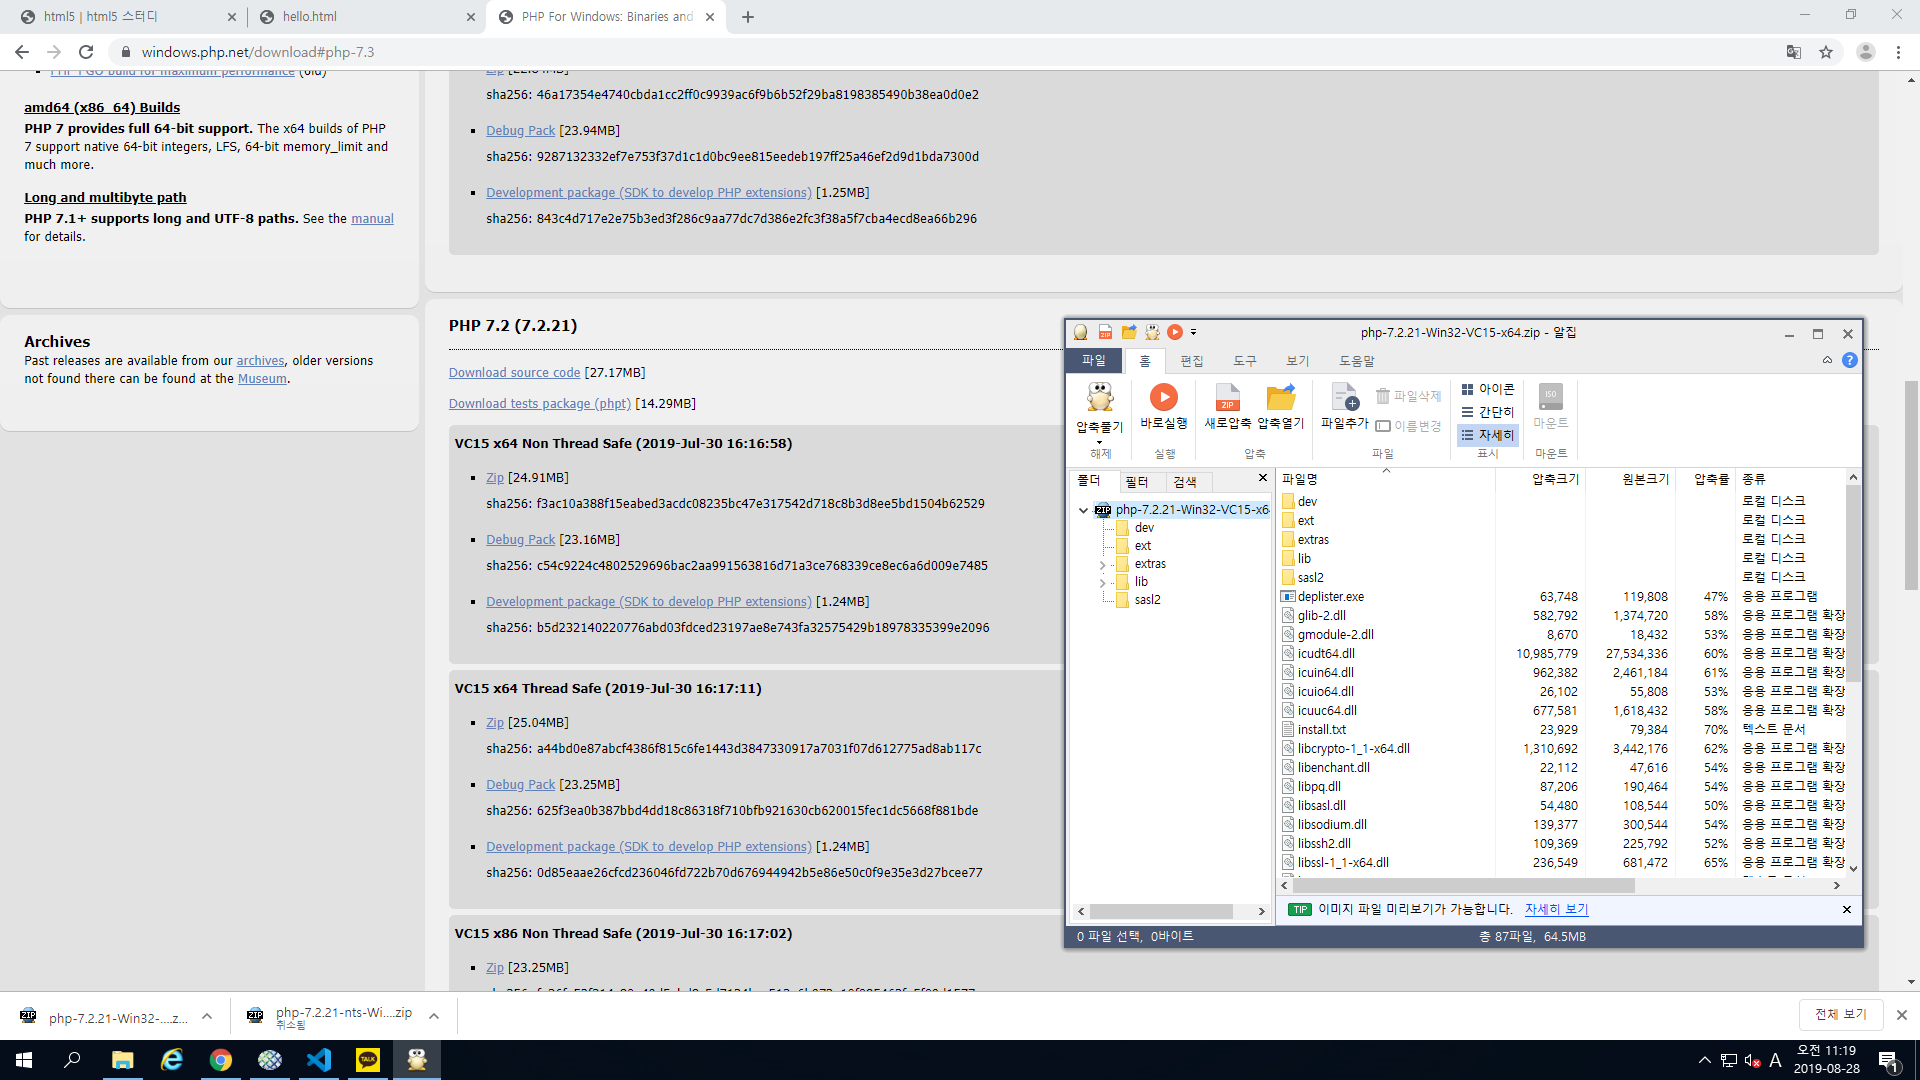 html5 | html5 스터디
hello.html
PHP For Windows: Binaries and
windows.php.net/download#php-7.3
PHP PGO build for maximum performance (old)
amd64 (x86_64) Builds
PHP 7 provides full 64-bit support. The x64 builds of PHP
7 support native 64-bit integers, LFS, 64-bit memory_limit and
much more.
Long and multibyte path
PHP 7.1+ supports long and UTF-8 paths. See the manual
for details.
Archives
Past releases are available from our archives, older versions
not found there can be found at the Museum.
sha256: 46a17354e4740cbda1cc2ff0c9939ac6f9b6b52f29ba8198385490b38ea0d0e2
Debug Pack [23.94MB]
sha256: 9287132332ef7e753f37d1c1d0bc9ee815eedeb197ff25a46ef2d9d1bda7300d
Development package (SDK to develop PHP extensions) [1.25MB]
sha256: 843c4d717e2e75b3ed3f286c9aa77dc7d386e2fc3f38a5f7cba4ecd8ea66b296
PHP 7.2 (7.2.21)
Download source code [27.17MB]
Download tests package (phpt) [14.29MB]
VC15 x64 Non Thread Safe (2019-Jul-30 16:16:58)
Zip [24.91MB]
sha256: f3ac10a388f15eabed3acdc08235bc47e317542d718c8b3d8ee5bd1504b62529
Debug Pack [23.16MB]
sha256: c54c9224c4802529696bac2aa991563816d71a3ce768339ce8ec6a6d009e7485
Development package (SDK to develop PHP extensions) [1.24MB]
sha256: b5d232140220776abd03fdced23197ae8e743fa32575429b18978335399e2096
VC15 x64 Thread Safe (2019-Jul-30 16:17:11)
Zip [25.04MB]
sha256: a44bd0e87abcf4386f815c6fe1443d3847330917a7031f07d612775ad8ab117c
Debug Pack [23.25MB]
sha256: 625f3ea0b387bbd4dd18c86318f710bfb921630cb620015fec1dc5668f881bde
Development package (SDK to develop PHP extensions) [1.24MB]
sha256: 0d85eaae26cfcd236046fd722b70d676944942b5e86e50c0f9e35e3d27bcee77
VC15 x86 Non Thread Safe (2019-Jul-30 16:17:02)
Zip [23.25MB]
php-7.2.21-Win32-VC15-x64.zip - 알집
파일 홈 편집 도구 보기 도움말
압축풀기 바로실행 새로압축 압축열기 파일추가 파일삭제 이름변경 아이콘 간단히 자세히 마운트
해제 실행 압축 파일 표시 마운트
폴더 필터 검색
php-7.2.21-Win32-VC15-x6
dev
ext
extras
lib
sasl2
파일명 압축크기 원본크기 압축률 종류
dev 로컬 디스크
ext 로컬 디스크
extras 로컬 디스크
lib 로컬 디스크
sasl2 로컬 디스크
deplister.exe 63,748 119,808 47% 응용 프로그램
glib-2.dll 582,792 1,374,720 58% 응용 프로그램 확장
gmodule-2.dll 8,670 18,432 53% 응용 프로그램 확장
icudt64.dll 10,985,779 27,534,336 60% 응용 프로그램 확장
icuin64.dll 962,382 2,461,184 61% 응용 프로그램 확장
icuio64.dll 26,102 55,808 53% 응용 프로그램 확장
icuuc64.dll 677,581 1,618,432 58% 응용 프로그램 확장
install.txt 23,929 79,384 70% 텍스트 문서
libcrypto-1_1-x64.dll 1,310,692 3,442,176 62% 응용 프로그램 확장
libenchant.dll 22,112 47,616 54% 응용 프로그램 확장
libpq.dll 87,206 190,464 54% 응용 프로그램 확장
libsasl.dll 54,480 108,544 50% 응용 프로그램 확장
libsodium.dll 139,377 300,544 54% 응용 프로그램 확장
libssh2.dll 109,369 225,792 52% 응용 프로그램 확장
libssl-1_1-x64.dll 236,549 681,472 65% 응용 프로그램 확장
TIP 이미지 파일 미리보기가 가능합니다. 자세히 보기
0 파일 선택, 0바이트 총 87파일, 64.5MB
php-7.2.21-Win32-....z...
php-7.2.21-nts-Wi....zip
취소됨
전체 보기
TALK
A
오전 11:19
2019-08-28
1